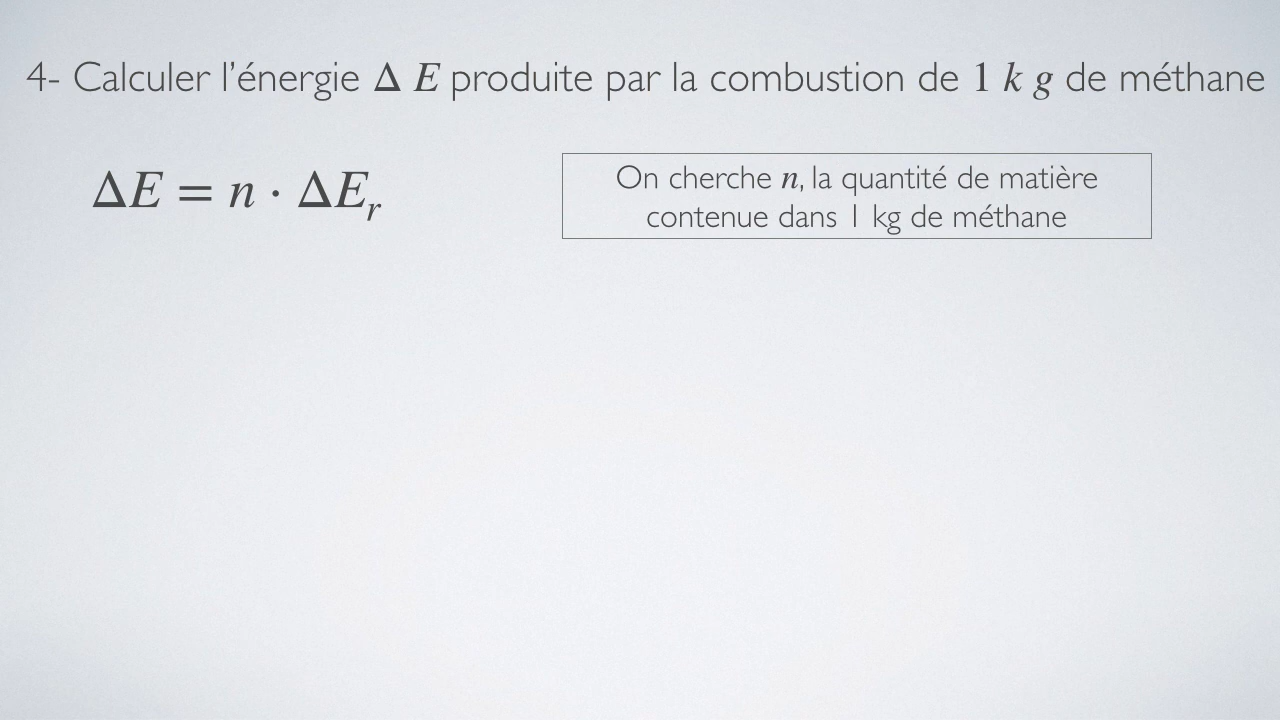 4- Calculer l’énergie Δ E produite par la combustion de 1 k g de méthane
ΔE = n · ΔEᵣ
On cherche n, la quantité de matière
contenue dans 1 kg de méthane